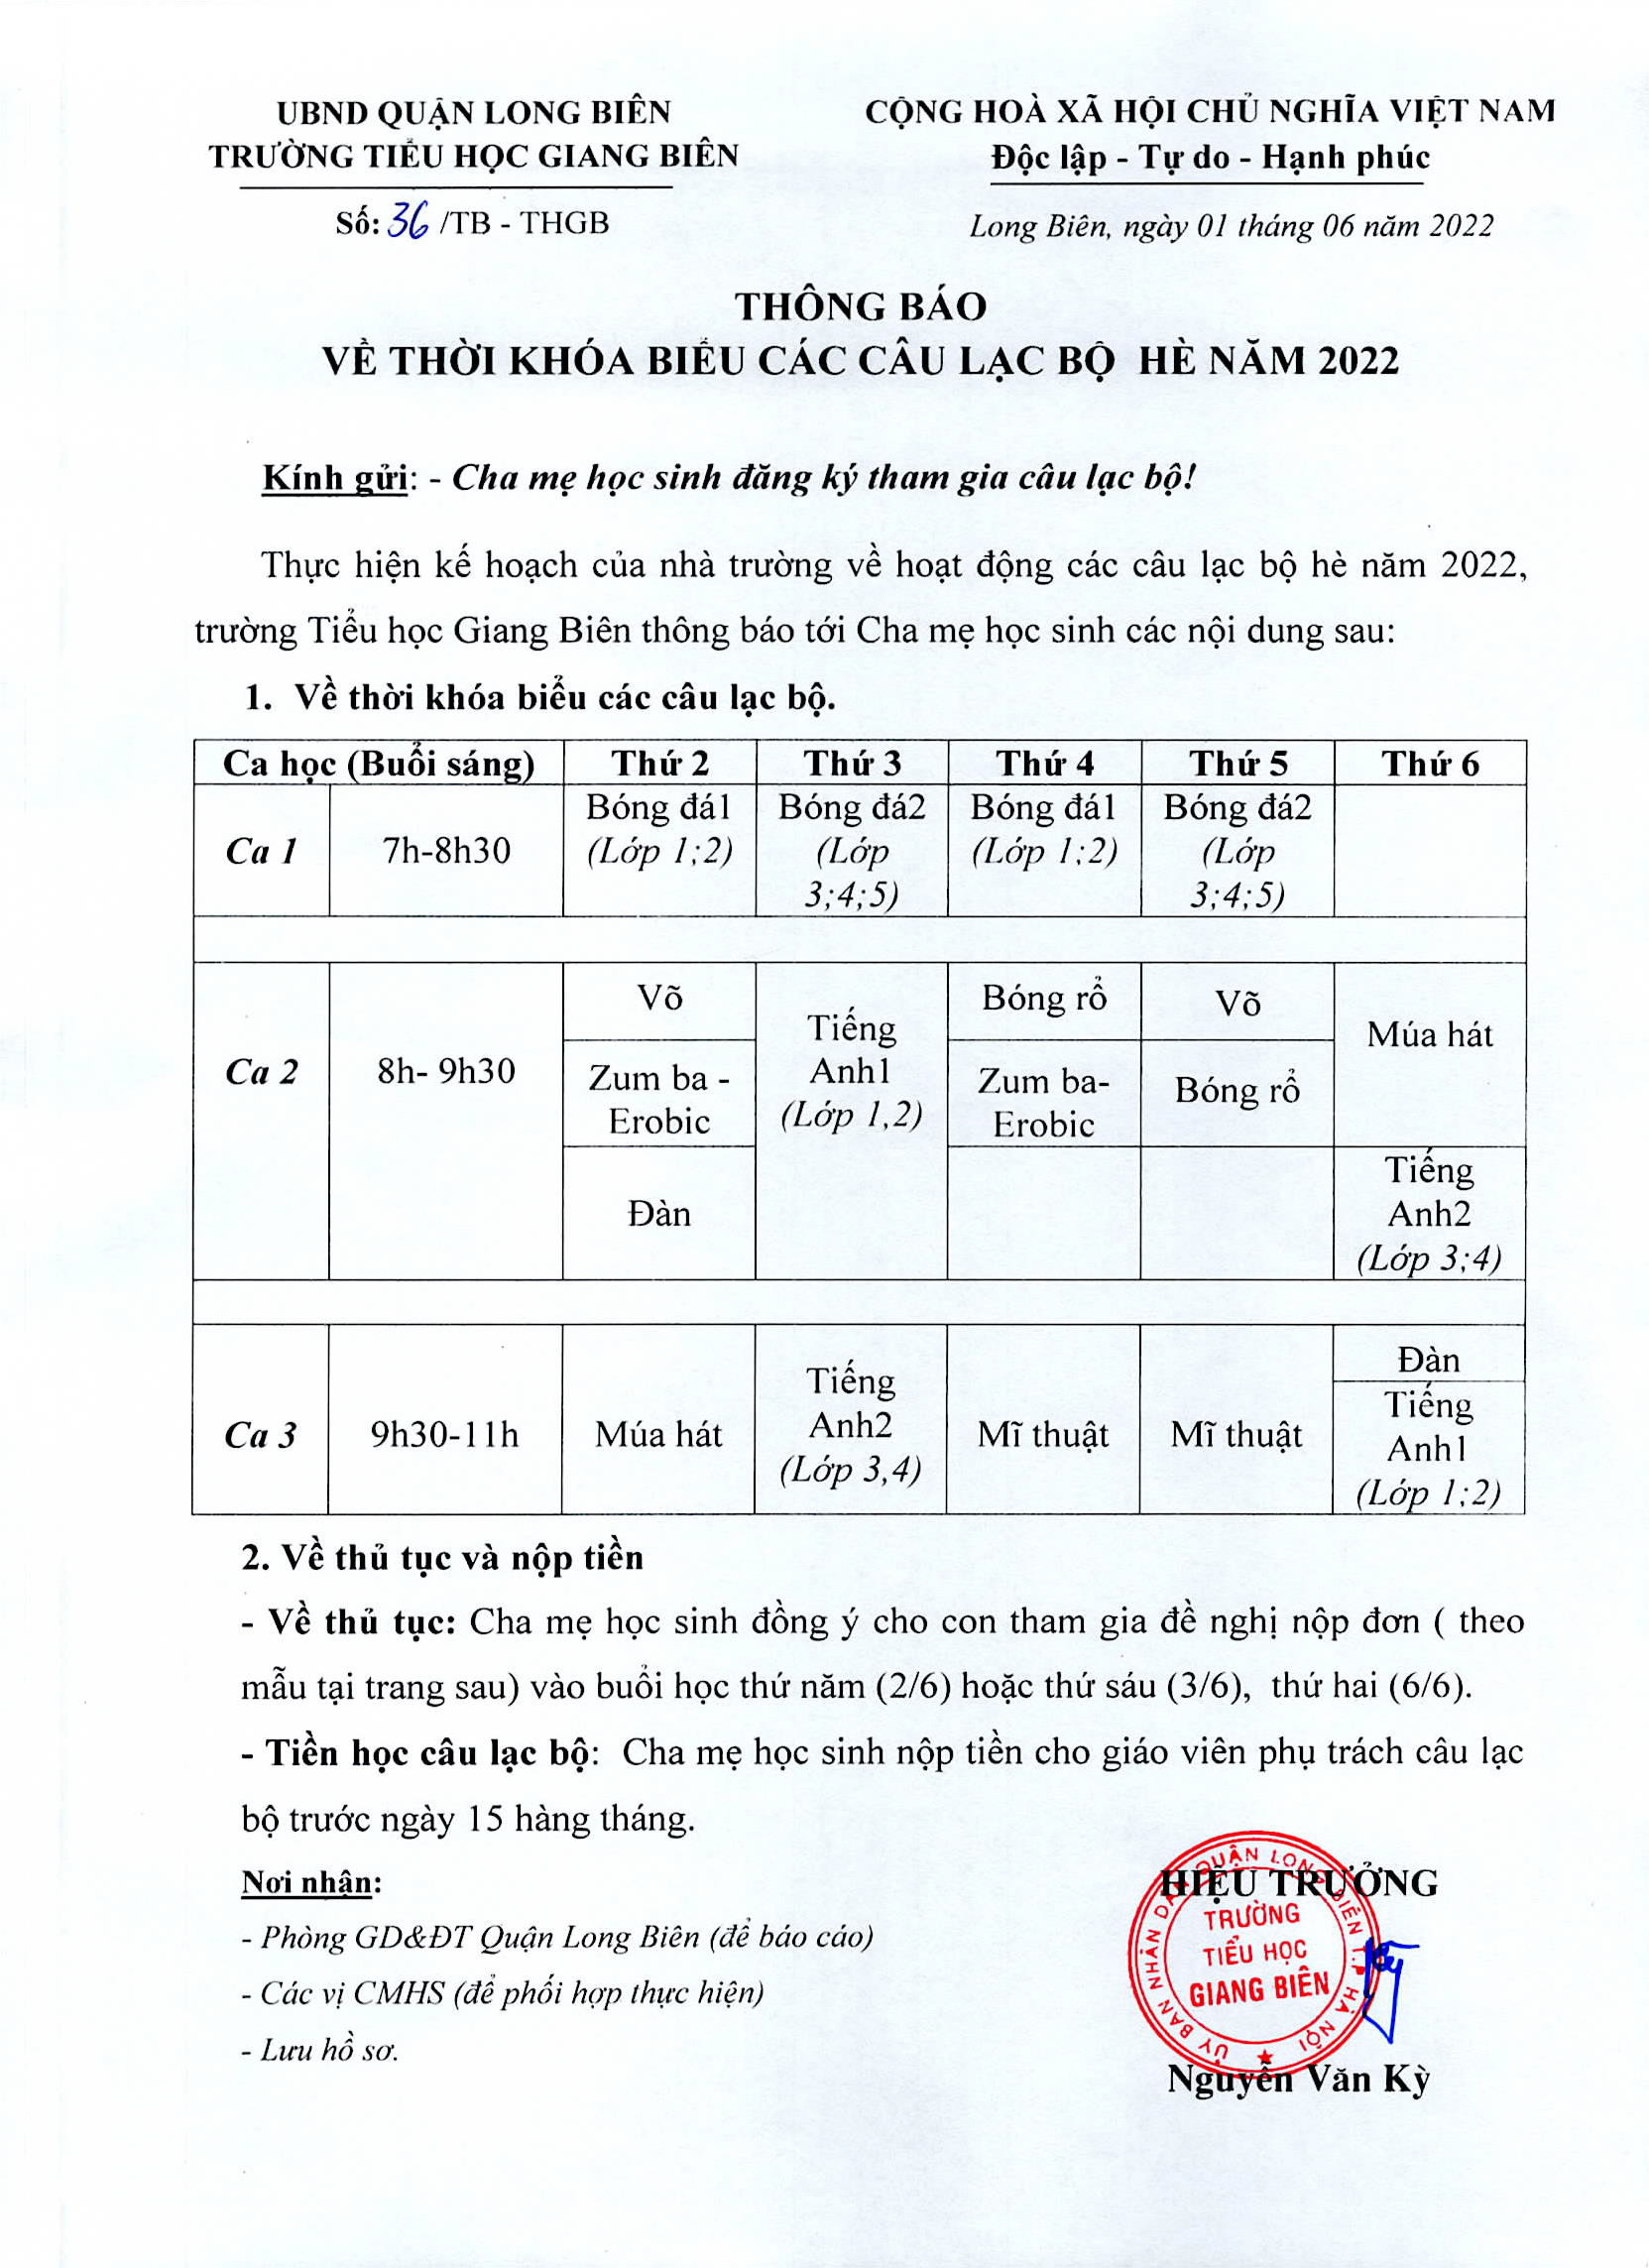 UBND QUẬN LONG BIÊN
TRƯỜNG TIỂU HỌC GIANG BIÊN
Số: 36 /TB - THGB
CỘNG HOÀ XÃ HỘI CHỦ NGHĨA VIỆT NAM
Độc lập - Tự do - Hạnh phúc
Long Biên, ngày 01 tháng 06 năm 2022
THÔNG BÁO
VỀ THỜI KHÓA BIỂU CÁC CÂU LẠC BỘ HÈ NĂM 2022
Kính gửi: - Cha mẹ học sinh đăng ký tham gia câu lạc bộ!
Thực hiện kế hoạch của nhà trường về hoạt động các câu lạc bộ hè năm 2022,
trường Tiểu học Giang Biên thông báo tới Cha mẹ học sinh các nội dung sau:
1. Về thời khóa biểu các câu lạc bộ.
Ca học (Buổi sáng) Thứ 2 Thứ 3 Thứ 4 Thứ 5 Thứ 6
Ca 1
7h-8h30
Bóng đá1
(Lớp 1;2)
Bóng đá2
(Lớp
3;4;5)
Bóng đá1
(Lớp 1;2)
Bóng đá2
(Lớp
3;4;5)
Ca 2
8h- 9h30
Võ
Zum ba -
Erobic
Đàn
Tiếng
Anh1
(Lớp 1,2)
Bóng rổ
Zum ba-
Erobic
Võ
Bóng rổ
Múa hát
Tiếng
Anh2
(Lớp 3;4)
Ca 3
9h30-11h
Múa hát
Tiếng
Anh2
(Lớp 3,4)
Mĩ thuật
Mĩ thuật
Đàn
Tiếng
Anh1
(Lớp 1;2)
2. Về thủ tục và nộp tiền
- Về thủ tục: Cha mẹ học sinh đồng ý cho con tham gia đề nghị nộp đơn ( theo
mẫu tại trang sau) vào buổi học thứ năm (2/6) hoặc thứ sáu (3/6), thứ hai (6/6).
- Tiền học câu lạc bộ: Cha mẹ học sinh nộp tiền cho giáo viên phụ trách câu lạc
bộ trước ngày 15 hàng tháng.
Nơi nhận:
- Phòng GD&ĐT Quận Long Biên (để báo cáo)
- Các vị CMHS (để phối hợp thực hiện)
- Lưu hồ sơ.
HIỆU TRƯỞNG
ỦY BAN NHÂN DÂN QUẬN LONG BIÊN T.P HÀ NỘI
TRƯỜNG
TIỂU HỌC
GIANG BIÊN
Nguyễn Văn Kỳ